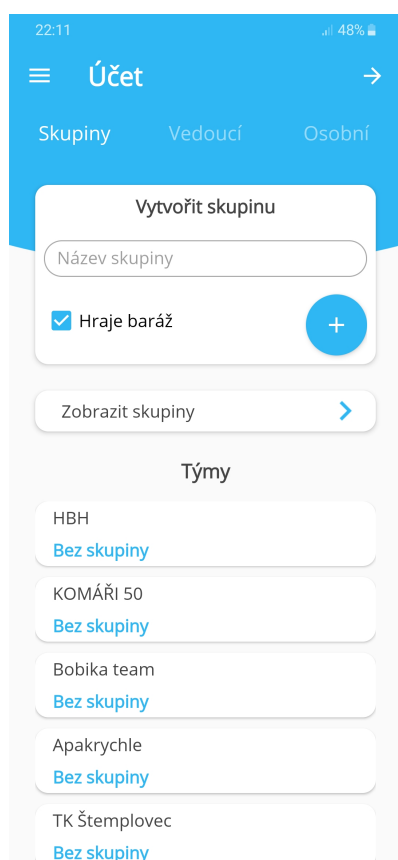 22:11 48%
Účet
Skupiny Vedoucí Osobní
Vytvořit skupinu
Název skupiny
Hraje baráž
Zobrazit skupiny
Týmy
HBH
Bez skupiny
KOMÁŘI 50
Bez skupiny
Bobika team
Bez skupiny
Apakrychle
Bez skupiny
TK Štemplovec
Bez skupiny